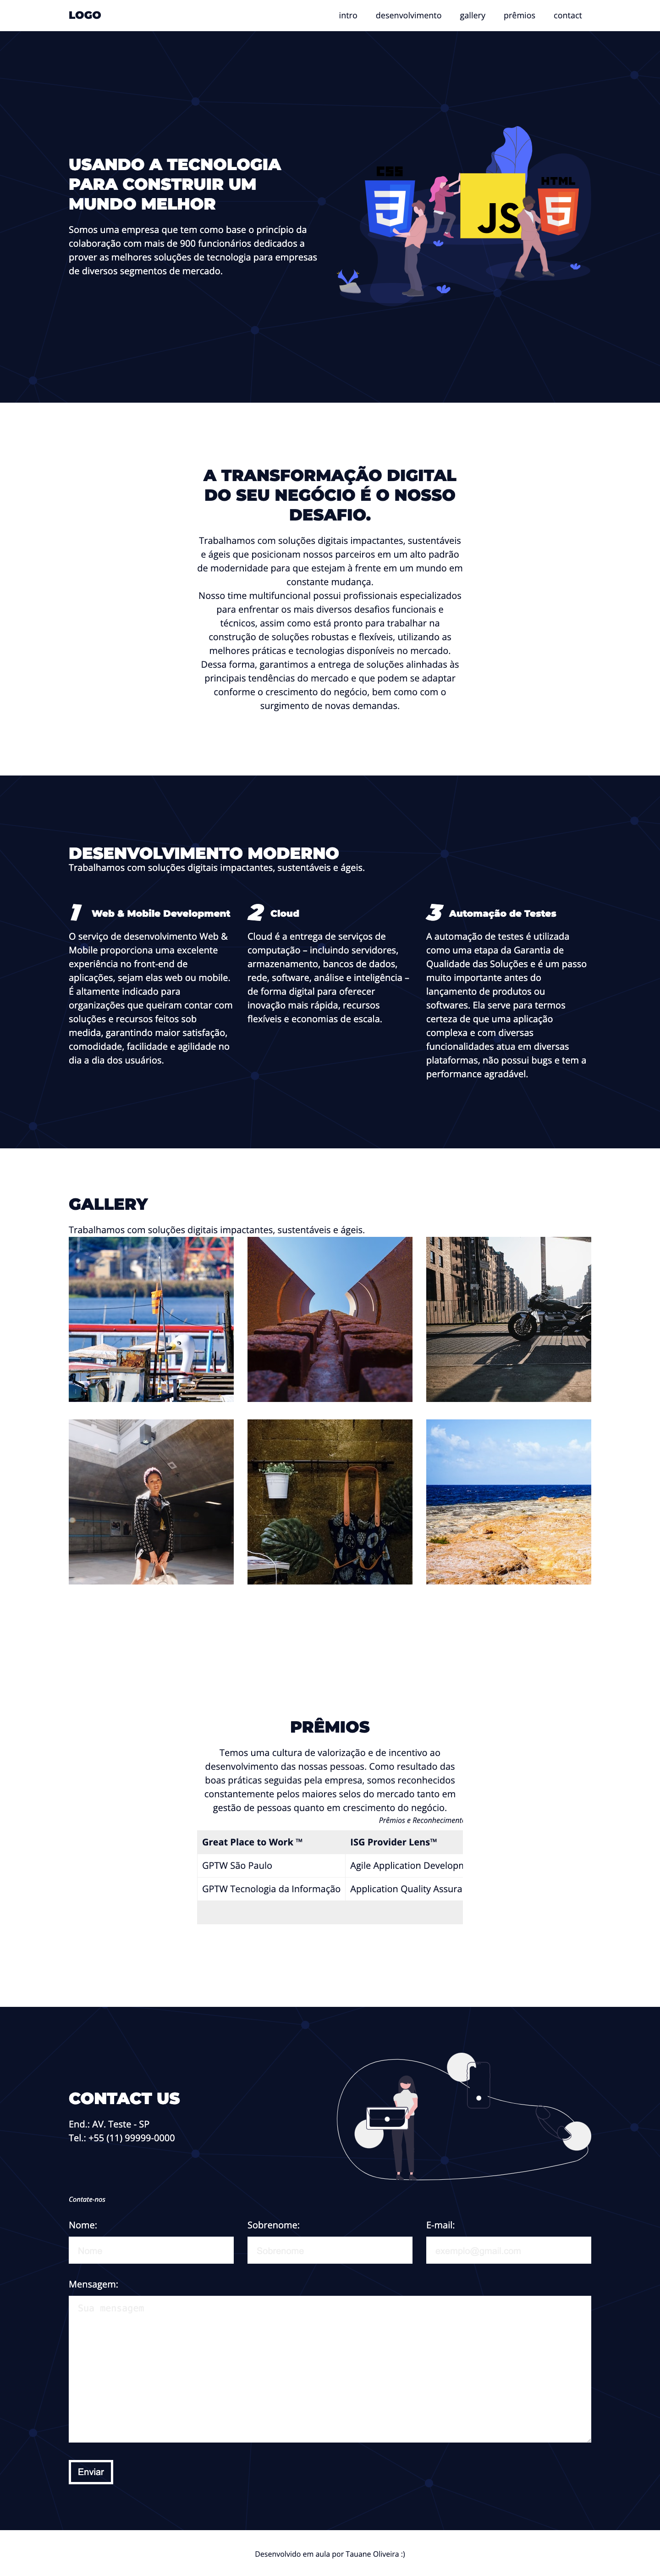 LOGO
intro
desenvolvimento
gallery
prêmios
contact
USANDO A TECNOLOGIA
PARA CONSTRUIR UM
MUNDO MELHOR
Somos uma empresa que tem como base o princípio da
colaboração com mais de 900 funcionários dedicados a
prover as melhores soluções de tecnologia para empresas
de diversos segmentos de mercado.
CSS
JS
HTML
A TRANSFORMAÇÃO DIGITAL
DO SEU NEGÓCIO É O NOSSO
DESAFIO.
Trabalhamos com soluções digitais impactantes, sustentáveis
e ágeis que posicionam nossos parceiros em um alto padrão
de modernidade para que estejam à frente em um mundo em
constante mudança.
Nosso time multifuncional possui profissionais especializados
para enfrentar os mais diversos desafios funcionais e
técnicos, assim como está pronto para trabalhar na
construção de soluções robustas e flexíveis, utilizando as
melhores práticas e tecnologias disponíveis no mercado.
Dessa forma, garantimos a entrega de soluções alinhadas às
principais tendências do mercado e que podem se adaptar
conforme o crescimento do negócio, bem como com o
surgimento de novas demandas.
DESENVOLVIMENTO MODERNO
Trabalhamos com soluções digitais impactantes, sustentáveis e ágeis.
1 Web & Mobile Development
O serviço de desenvolvimento Web &
Mobile proporciona uma excelente
experiência no front-end de
aplicações, sejam elas web ou mobile.
É altamente indicado para
organizações que queiram contar com
soluções e recursos feitos sob
medida, garantindo maior satisfação,
comodidade, facilidade e agilidade no
dia a dia dos usuários.
2 Cloud
Cloud é a entrega de serviços de
computação – incluindo servidores,
armazenamento, bancos de dados,
rede, software, análise e inteligência –
de forma digital para oferecer
inovação mais rápida, recursos
flexíveis e economias de escala.
3 Automação de Testes
A automação de testes é utilizada
como uma etapa da Garantia de
Qualidade das Soluções e é um passo
muito importante antes do
lançamento de produtos ou
softwares. Ela serve para termos
certeza de que uma aplicação
complexa e com diversas
funcionalidades atua em diversas
plataformas, não possui bugs e tem a
performance agradável.
GALLERY
Trabalhamos com soluções digitais impactantes, sustentáveis e ágeis.
PRÊMIOS
Temos uma cultura de valorização e de incentivo ao
desenvolvimento das nossas pessoas. Como resultado das
boas práticas seguidas pela empresa, somos reconhecidos
constantemente pelos maiores selos do mercado tanto em
gestão de pessoas quanto em crescimento do negócio.
Prêmios e Reconheciment
Great Place to Work ™
ISG Provider Lens™
GPTW São Paulo
Agile Application Developn
GPTW Tecnologia da Informação
Application Quality Assura
CONTACT US
End.: AV. Teste - SP
Tel.: +55 (11) 99999-0000
Contate-nos
Nome:
Sobrenome:
E-mail:
Nome
Sobrenome
exemplo@gmail.com
Mensagem:
Sua mensagem
Enviar
Desenvolvido em aula por Tauane Oliveira :)